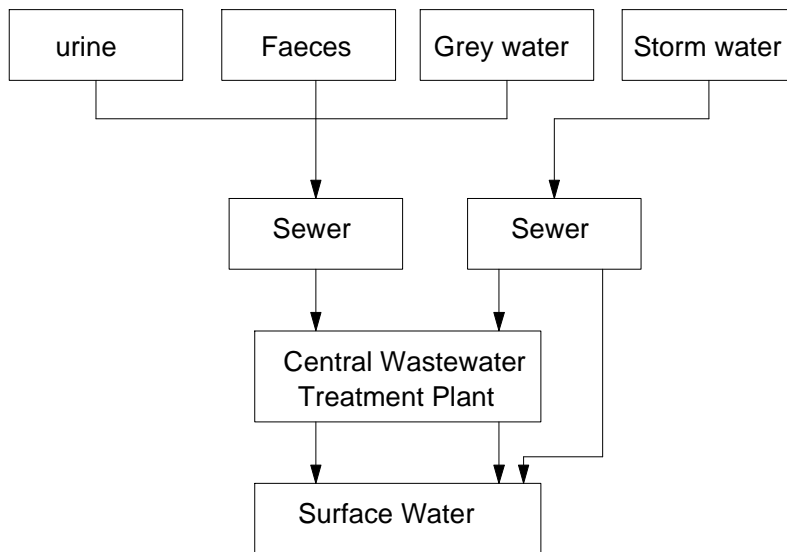 urine
Faeces
Grey water
Storm water
Sewer
Sewer
Central Wastewater
Treatment Plant
Surface Water